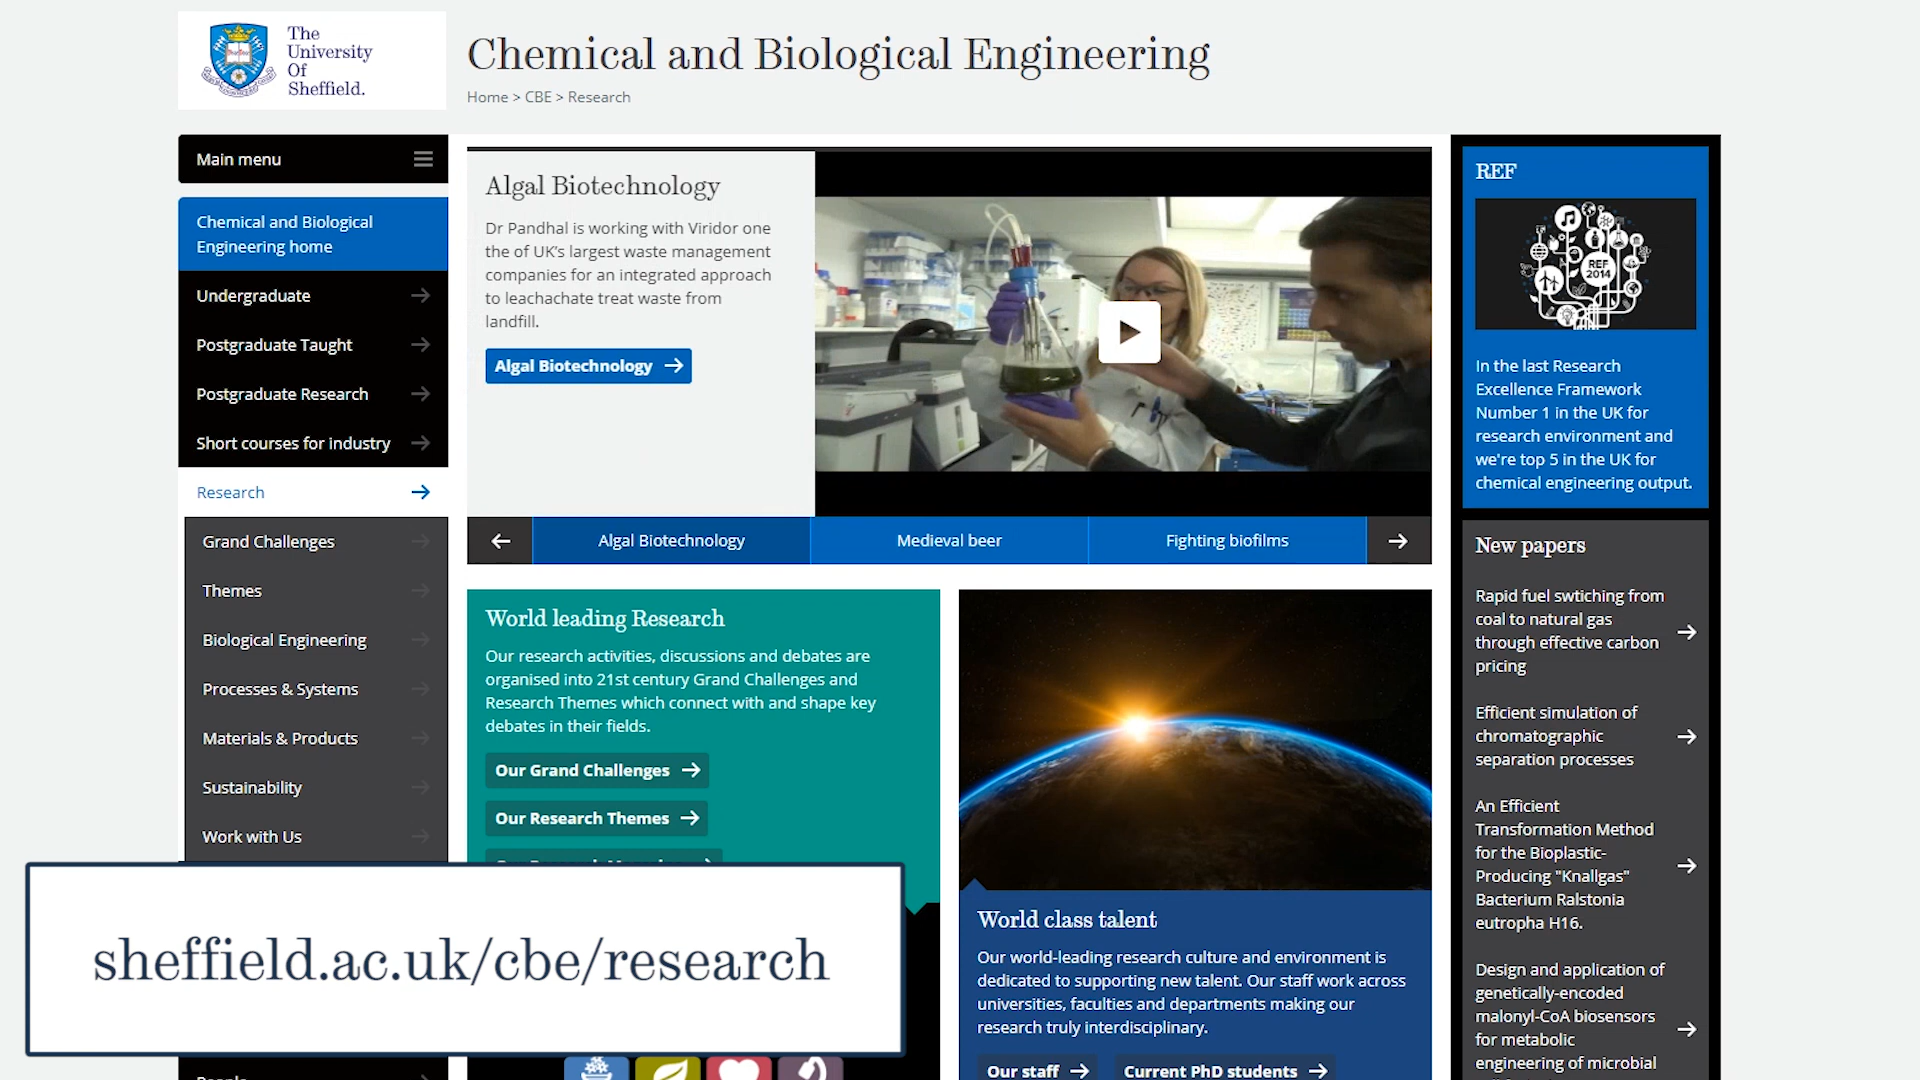 The
University
Of
Sheffield.
Chemical and Biological Engineering
Home > CBE > Research
Main menu
Chemical and Biological
Engineering home
Undergraduate
Postgraduate Taught
Postgraduate Research
Short courses for industry
Research
Grand Challenges
Themes
Biological Engineering
Processes & Systems
Materials & Products
Sustainability
Work with Us
Algal Biotechnology
Dr Pandhal is working with Viridor one
the of UK's largest waste management
companies for an integrated approach
to leachachate treat waste from
landfill.
Algal Biotechnology
Algal Biotechnology
Medieval beer
Fighting biofilms
World leading Research
Our research activities, discussions and debates are
organised into 21st century Grand Challenges and
Research Themes which connect with and shape key
debates in their fields.
Our Grand Challenges
Our Research Themes
World class talent
Our world-leading research culture and environment is
dedicated to supporting new talent. Our staff work across
universities, faculties and departments making our
research truly interdisciplinary.
Our staff
Current PhD students
REF
REF
2014
In the last Research
Excellence Framework
Number 1 in the UK for
research environment and
we're top 5 in the UK for
chemical engineering output.
New papers
Rapid fuel swtiching from
coal to natural gas
through effective carbon
pricing
Efficient simulation of
chromatographic
separation processes
An Efficient
Transformation Method
for the Bioplastic-
Producing "Knallgas"
Bacterium Ralstonia
eutropha H16.
Design and application of
genetically-encoded
malonyl-CoA biosensors
for metabolic
engineering of microbial
sheffield.ac.uk/cbe/research